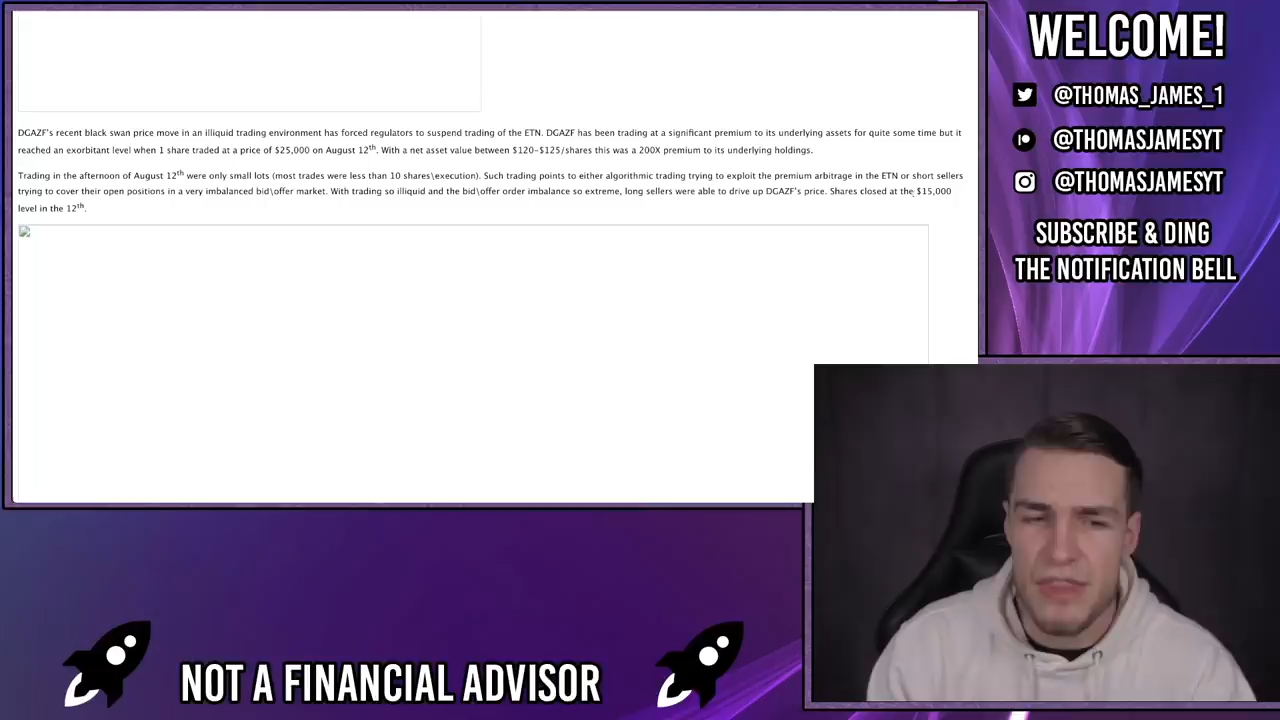 DGAZF's recent black swan price move in an illiquid trading environment has forced regulators to suspend trading of the ETN. DGAZF has been trading at a significant premium to its underlying assets for quite some time but it
reached an exorbitant level when 1 share traded at a price of $25,000 on August 12th. With a net asset value between $120-$125/shares this was a 200X premium to its underlying holdings.
Trading in the afternoon of August 12th were only small lots (most trades were less than 10 shares\execution). Such trading points to either algorithmic trading trying to exploit the premium arbitrage in the ETN or short sellers
trying to cover their open positions in a very imbalanced bid\offer market. With trading so illiquid and the bid\offer order imbalance so extreme, long sellers were able to drive up DGAZF's price. Shares closed at the $15,000
level in the 12th.
WELCOME!
@THOMAS_JAMES_1
@THOMASJAMESYT
@THOMASJAMESYT
SUBSCRIBE & DING
THE NOTIFICATION BELL
NOT A FINANCIAL ADVISOR